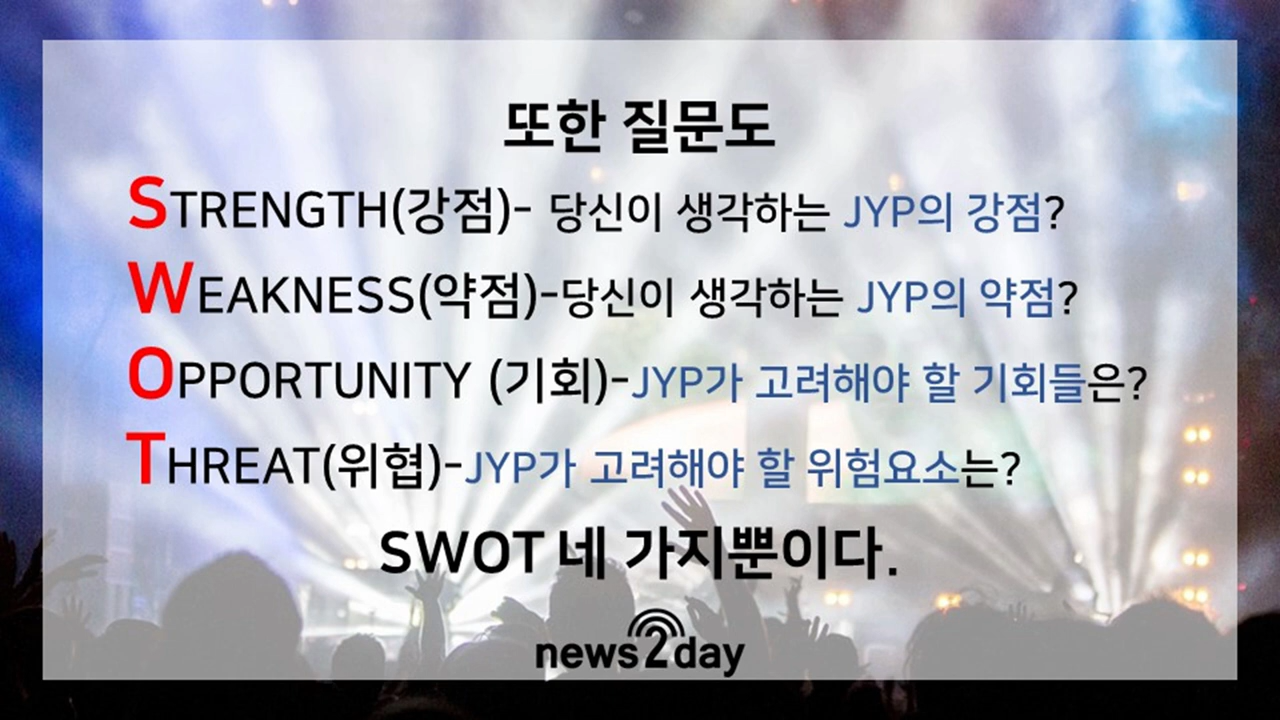 또한 질문도
STRENGTH(강점)- 당신이 생각하는 JYP의 강점?
WEAKNESS(약점)-당신이 생각하는 JYP의 약점?
OPPORTUNITY (기회)-JYP가 고려해야 할 기회들은?
THREAT(위협)-JYP가 고려해야 할 위험요소는?
SWOT 네 가지뿐이다.
news2day